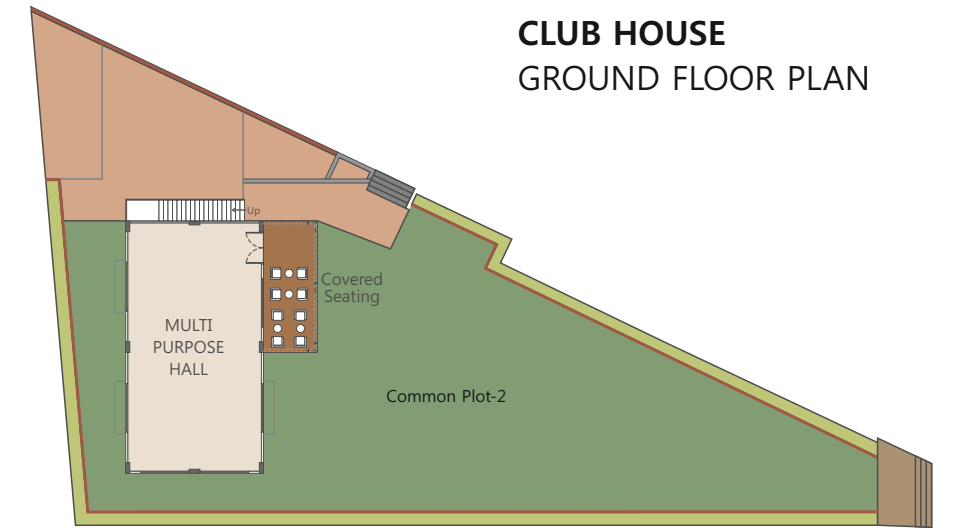 CLUB HOUSE
GROUND FLOOR PLAN
Up
Covered
Seating
MULTI
PURPOSE
HALL
Common Plot-2